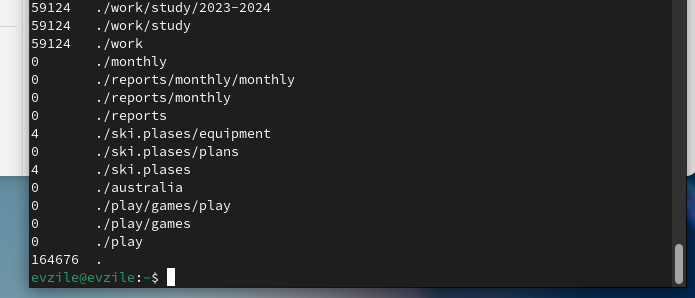 59124 ./work/study/2023-2024
59124 ./work/study
59124 ./work
0 ./monthly
0 ./reports/monthly/monthly
0 ./reports/monthly
0 ./reports
4 ./ski.plases/equipment
0 ./ski.plases/plans
4 ./ski.plases
0 ./australia
0 ./play/games/play
0 ./play/games
0 ./play
164676 .
evzile@evzile:~$